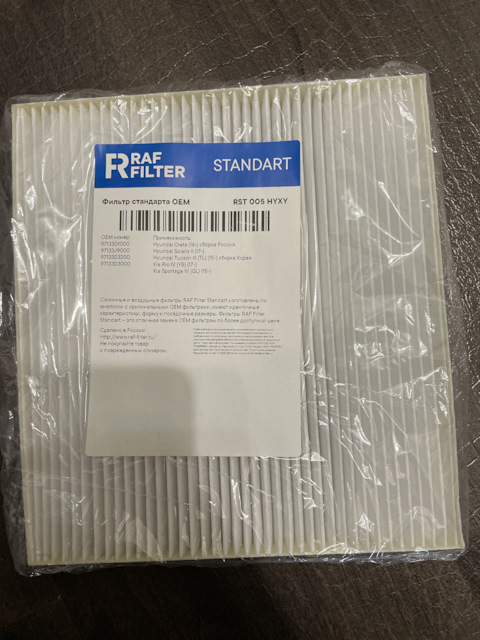 RAF
FILTER
STANDART
Фильтр стандарта OEM
RST 005 HYXY
OEM номер: Применяемость:
9713301000 Hyundai Creta (16-) сборка Россия
97133J9000 Hyundai Solaris II (17-)
97133D3200 Hyundai Tucson III (TL) (15-) сборка Корея
97133D3000 Kia Rio IV (YB) (17-)
Kia Sportage IV (QL) (15-)
Салонные и воздушные фильтры RAF Filter Standart изготовлены по
аналогии с оригинальными OEM фильтрами, имеют идентичные
характеристики, форму и посадочные размеры. Фильтры RAF Filter
Standart – это отличная замена OEM фильтрам по более доступной цене.
Сделано в России
http://www.raf-filter.ru/
Не покупайте товар
с поврежденным стикером.